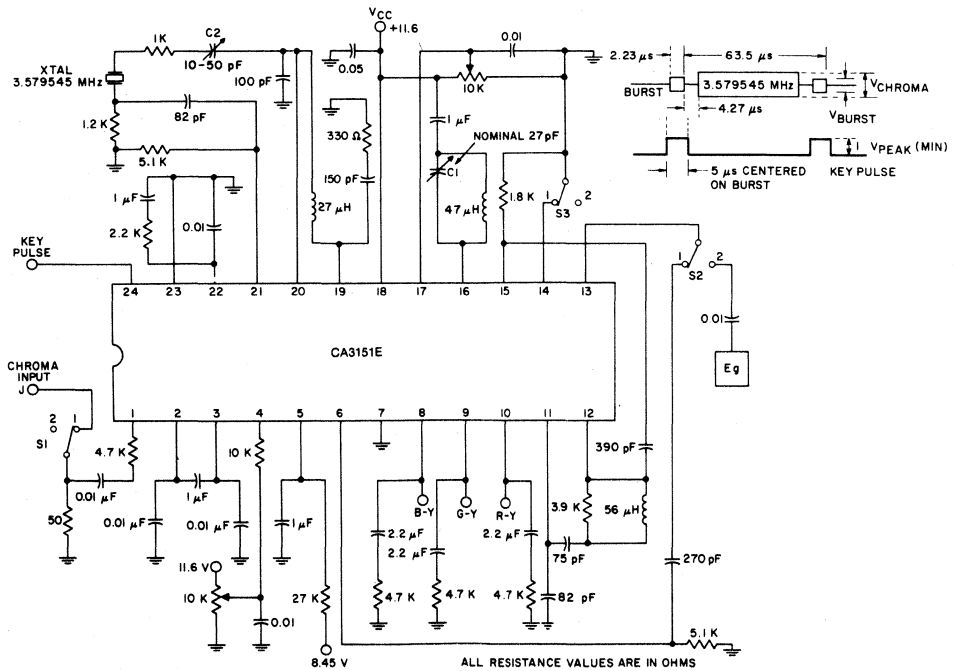 1K
C2
10-50 pF
XTAL
3.579545 MHz
100 pF
82 pF
1.2 K
5.1 K
1 µF
2.2 K
0.01
KEY
PULSE
VCC
+11.6
0.05
0.01
10K
330 Ω
150 pF
27 µH
1 µF
NOMINAL 27 pF
C1
47 µH
1.8 K
1
2
S3
2.23 µs
63.5 µs
3.579545 MHz
BURST
VCHROMA
VBURST
4.27 µs
VPEAK (MIN)
5 µs CENTERED
ON BURST
KEY PULSE
1
2
S2
0.01
Eg
24 23 22 21 20 19 18 17 16 15 14 13
CA3151E
1 2 3 4 5 6 7 8 9 10 11 12
CHROMA
INPUT
J
2
1
S1
4.7 K
0.01 µF
50
0.01 µF
1 µF
0.01 µF
10 K
11.6 V
10 K
0.01
1 µF
27 K
8.45 V
B-Y
G-Y
R-Y
2.2 µF
2.2 µF
2.2 µF
4.7 K
4.7 K
4.7 K
75 pF
82 pF
3.9 K
56 µH
390 pF
270 pF
5.1 K
ALL RESISTANCE VALUES ARE IN OHMS